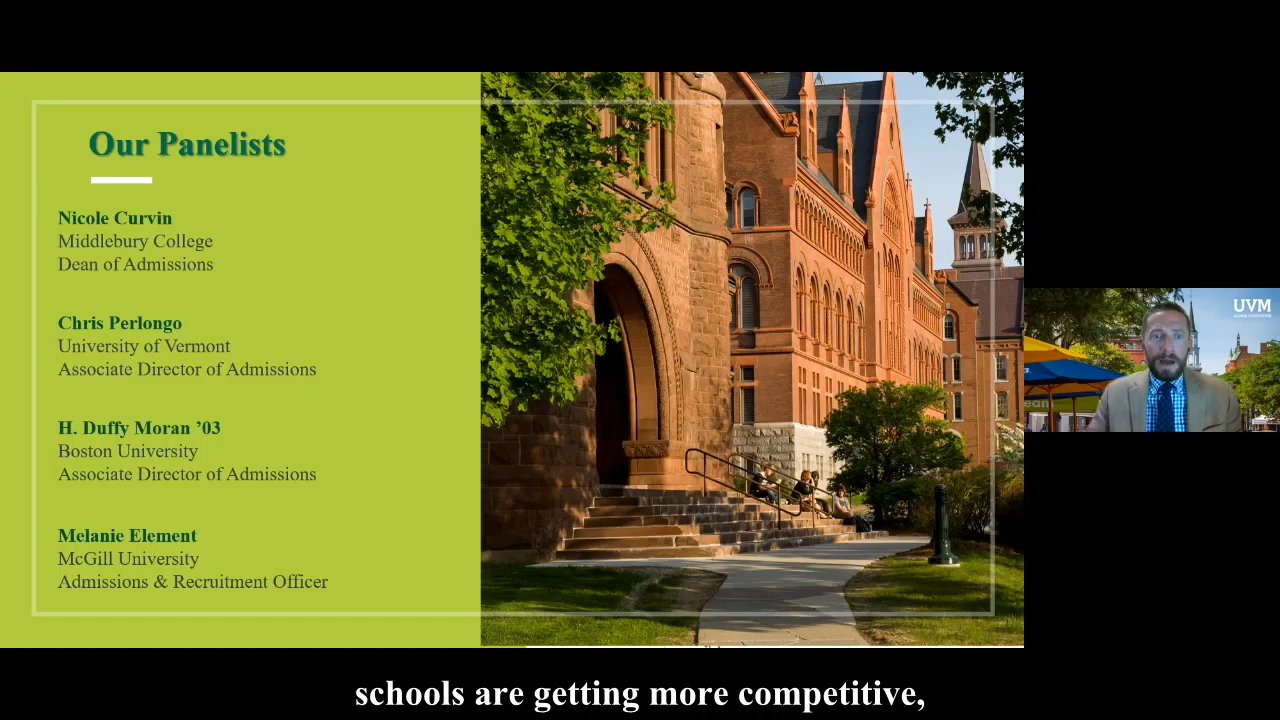 Our Panelists
Nicole Curvin
Middlebury College
Dean of Admissions
Chris Perlongo
University of Vermont
Associate Director of Admissions
H. Duffy Moran ’03
Boston University
Associate Director of Admissions
Melanie Element
McGill University
Admissions & Recruitment Officer
UVM
schools are getting more competitive,